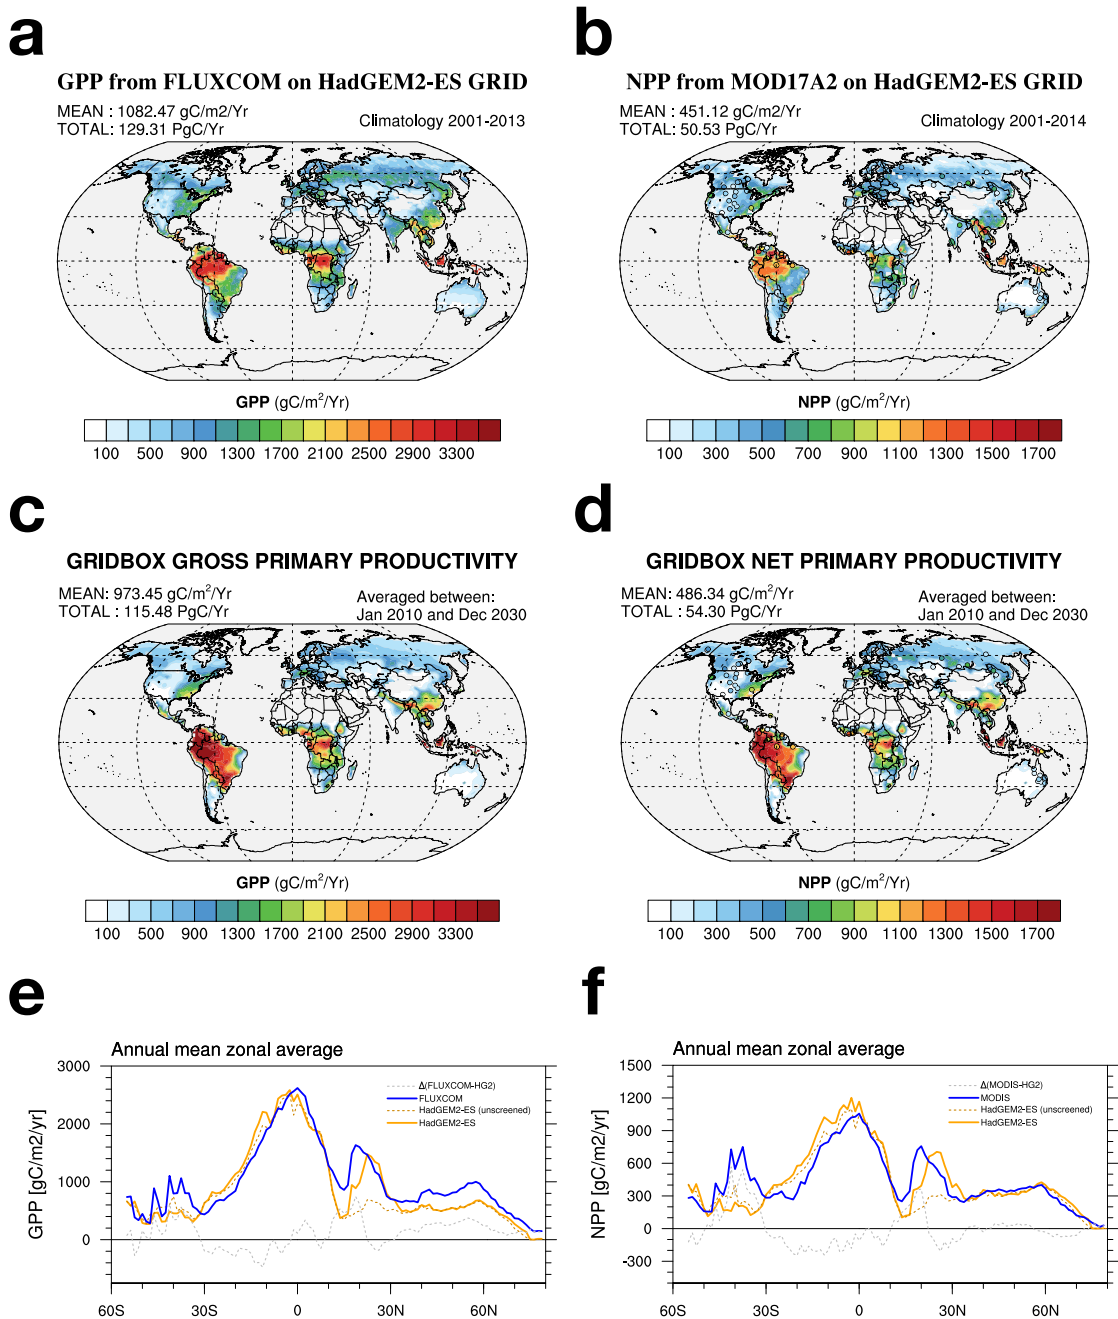 a
GPP from FLUXCOM on HadGEM2-ES GRID
MEAN : 1082.47 gC/m2/Yr
TOTAL: 129.31 PgC/Yr
Climatology 2001-2013
GPP (gC/m²/Yr)
100 500 900 1300 1700 2100 2500 2900 3300
b
NPP from MOD17A2 on HadGEM2-ES GRID
MEAN : 451.12 gC/m2/Yr
TOTAL: 50.53 PgC/Yr
Climatology 2001-2014
NPP (gC/m²/Yr)
100 300 500 700 900 1100 1300 1500 1700
c
GRIDBOX GROSS PRIMARY PRODUCTIVITY
MEAN: 973.45 gC/m²/Yr
TOTAL : 115.48 PgC/Yr
Averaged between:
Jan 2010 and Dec 2030
GPP (gC/m²/Yr)
100 500 900 1300 1700 2100 2500 2900 3300
d
GRIDBOX NET PRIMARY PRODUCTIVITY
MEAN: 486.34 gC/m²/Yr
TOTAL : 54.30 PgC/Yr
Averaged between:
Jan 2010 and Dec 2030
NPP (gC/m²/Yr)
100 300 500 700 900 1100 1300 1500 1700
e
Annual mean zonal average
GPP [gC/m2/yr]
3000
2000
1000
0
Δ(FLUXCOM-HG2)
FLUXCOM
HadGEM2-ES (unscreened)
HadGEM2-ES
60S 30S 0 30N 60N
f
Annual mean zonal average
NPP [gC/m2/yr]
1500
1200
900
600
300
0
-300
Δ(MODIS-HG2)
MODIS
HadGEM2-ES (unscreened)
HadGEM2-ES
60S 30S 0 30N 60N